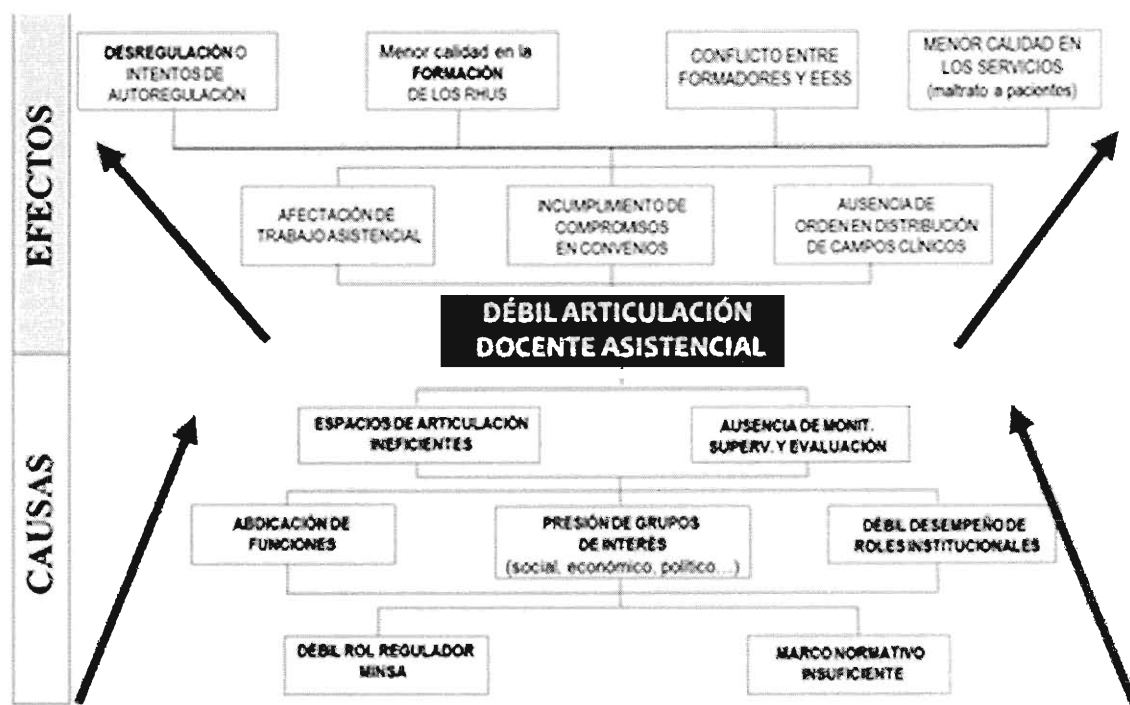 EFECTOS
DESREGULACIÓN O
INTENTOS DE
AUTOREGULACIÓN
Menor calidad en la
FORMACIÓN
DE LOS RHUS
CONFLICTO ENTRE
FORMADORES Y EESS
MENOR CALIDAD EN
LOS SERVICIOS
(maltrato a pacientes)
AFECTACIÓN DE
TRABAJO ASISTENCIAL
INCUMPLIMIENTO DE
COMPROMISOS
EN CONVENIOS
AUSENCIA DE
ORDEN EN DISTRIBUCIÓN
DE CAMPOS CLÍNICOS
DÉBIL ARTICULACIÓN
DOCENTE ASISTENCIAL
CAUSAS
ESPACIOS DE ARTICULACIÓN
INEFICIENTES
AUSENCIA DE MONIT.
SUPERV. Y EVALUACIÓN
ABDICACIÓN DE
FUNCIONES
PRESIÓN DE GRUPOS
DE INTERÉS
(social, económico, político...)
DÉBIL DESEMPEÑO DE
ROLES INSTITUCIONALES
DÉBIL ROL REGULADOR
MINSA
MARCO NORMATIVO
INSUFICIENTE